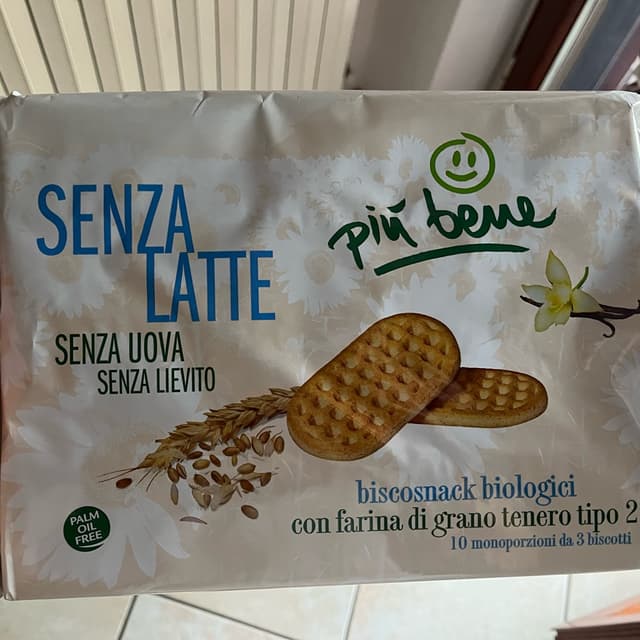 più bene
SENZA
LATTE
SENZA UOVA
SENZA LIEVITO
PALM
OIL
FREE
biscosnack biologici
con farina di grano tenero tipo 2
10 monoporzioni da 3 biscotti